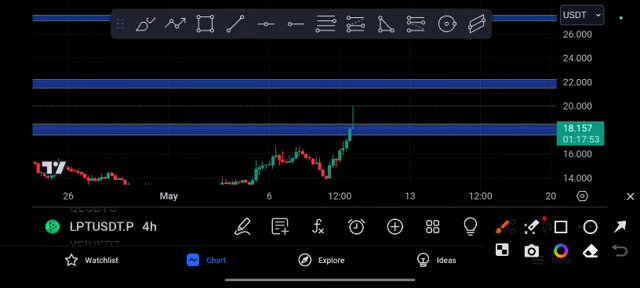 USDT
26.000
24.000
22.000
20.000
18.157
01:17:53
16.000
14.000
26 May 6 12:00 13 12:00 20
LPTUSDT.P 4h
Watchlist Chart Explore Ideas